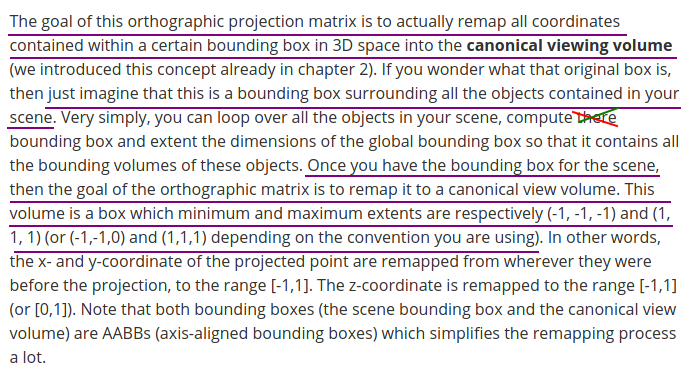 The goal of this orthographic projection matrix is to actually remap all coordinates
contained within a certain bounding box in 3D space into the canonical viewing volume
(we introduced this concept already in chapter 2). If you wonder what that original box is,
then just imagine that this is a bounding box surrounding all the objects contained in your
scene. Very simply, you can loop over all the objects in your scene, compute there
bounding box and extent the dimensions of the global bounding box so that it contains all
the bounding volumes of these objects. Once you have the bounding box for the scene,
then the goal of the orthographic matrix is to remap it to a canonical view volume. This
volume is a box which minimum and maximum extents are respectively (-1, -1, -1) and (1,
1, 1) (or (-1,-1,0) and (1,1,1) depending on the convention you are using). In other words,
the x- and y-coordinate of the projected point are remapped from wherever they were
before the projection, to the range [-1,1]. The z-coordinate is remapped to the range [-1,1]
(or [0,1]). Note that both bounding boxes (the scene bounding box and the canonical view
volume) are AABBs (axis-aligned bounding boxes) which simplifies the remapping process
a lot.